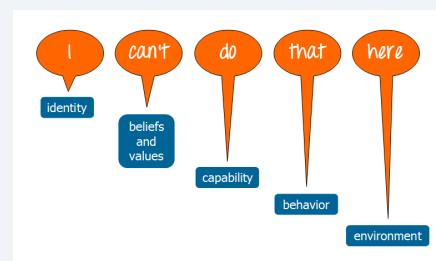 I can't do that here
identity
beliefs
and
values
capability
behavior
environment